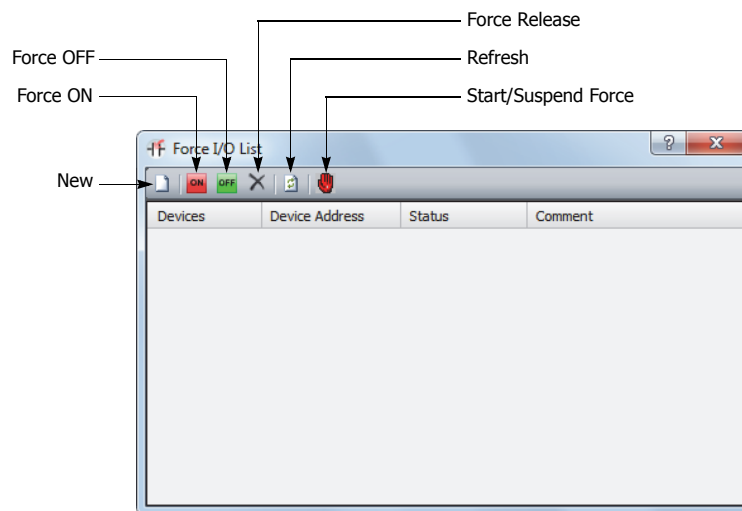 Force Release
Force OFF
Refresh
Force ON
Start/Suspend Force
Force I/O List
?
New
ON OFF
Devices Device Address Status Comment